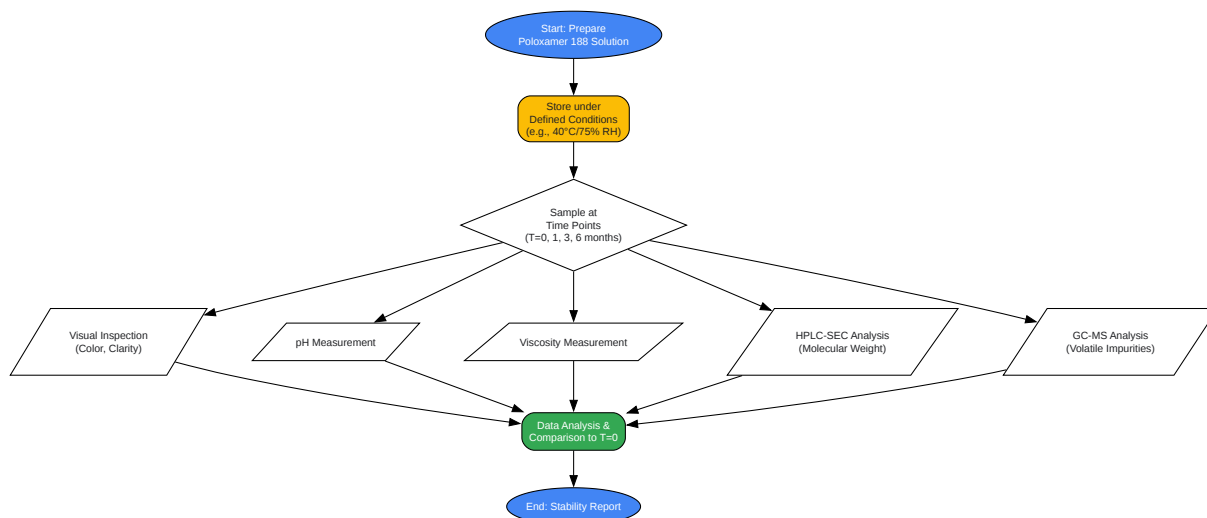 Start: Prepare
Poloxamer 188 Solution
Store under
Defined Conditions
(e.g., 40°C/75% RH)
Sample at
Time Points
(T=0, 1, 3, 6 months)
Visual Inspection
(Color, Clarity)
pH Measurement
Viscosity Measurement
HPLC-SEC Analysis
(Molecular Weight)
GC-MS Analysis
(Volatile Impurities)
Data Analysis &
Comparison to T=0
End: Stability Report